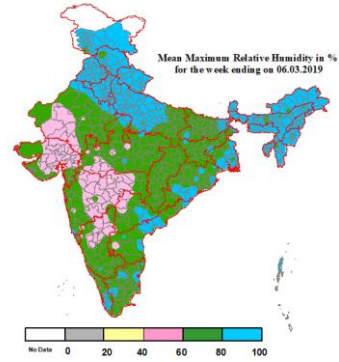 Mean Maximum Relative Humidity in %
for the week ending on 06.03.2019
No Data 0 20 40 60 80 100